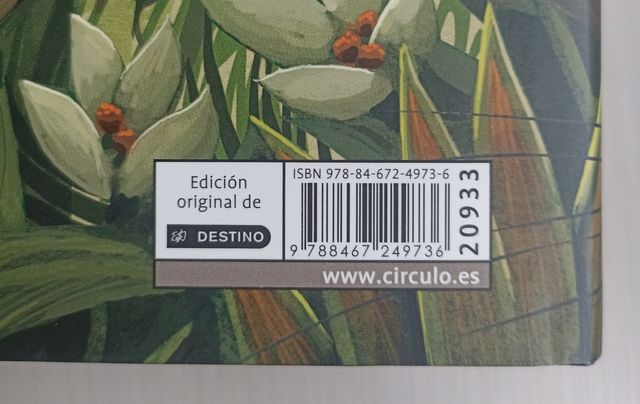 Edición
original de
DESTINO
ISBN 978-84-672-4973-6
9 788467 249736
20933
www.circulo.es